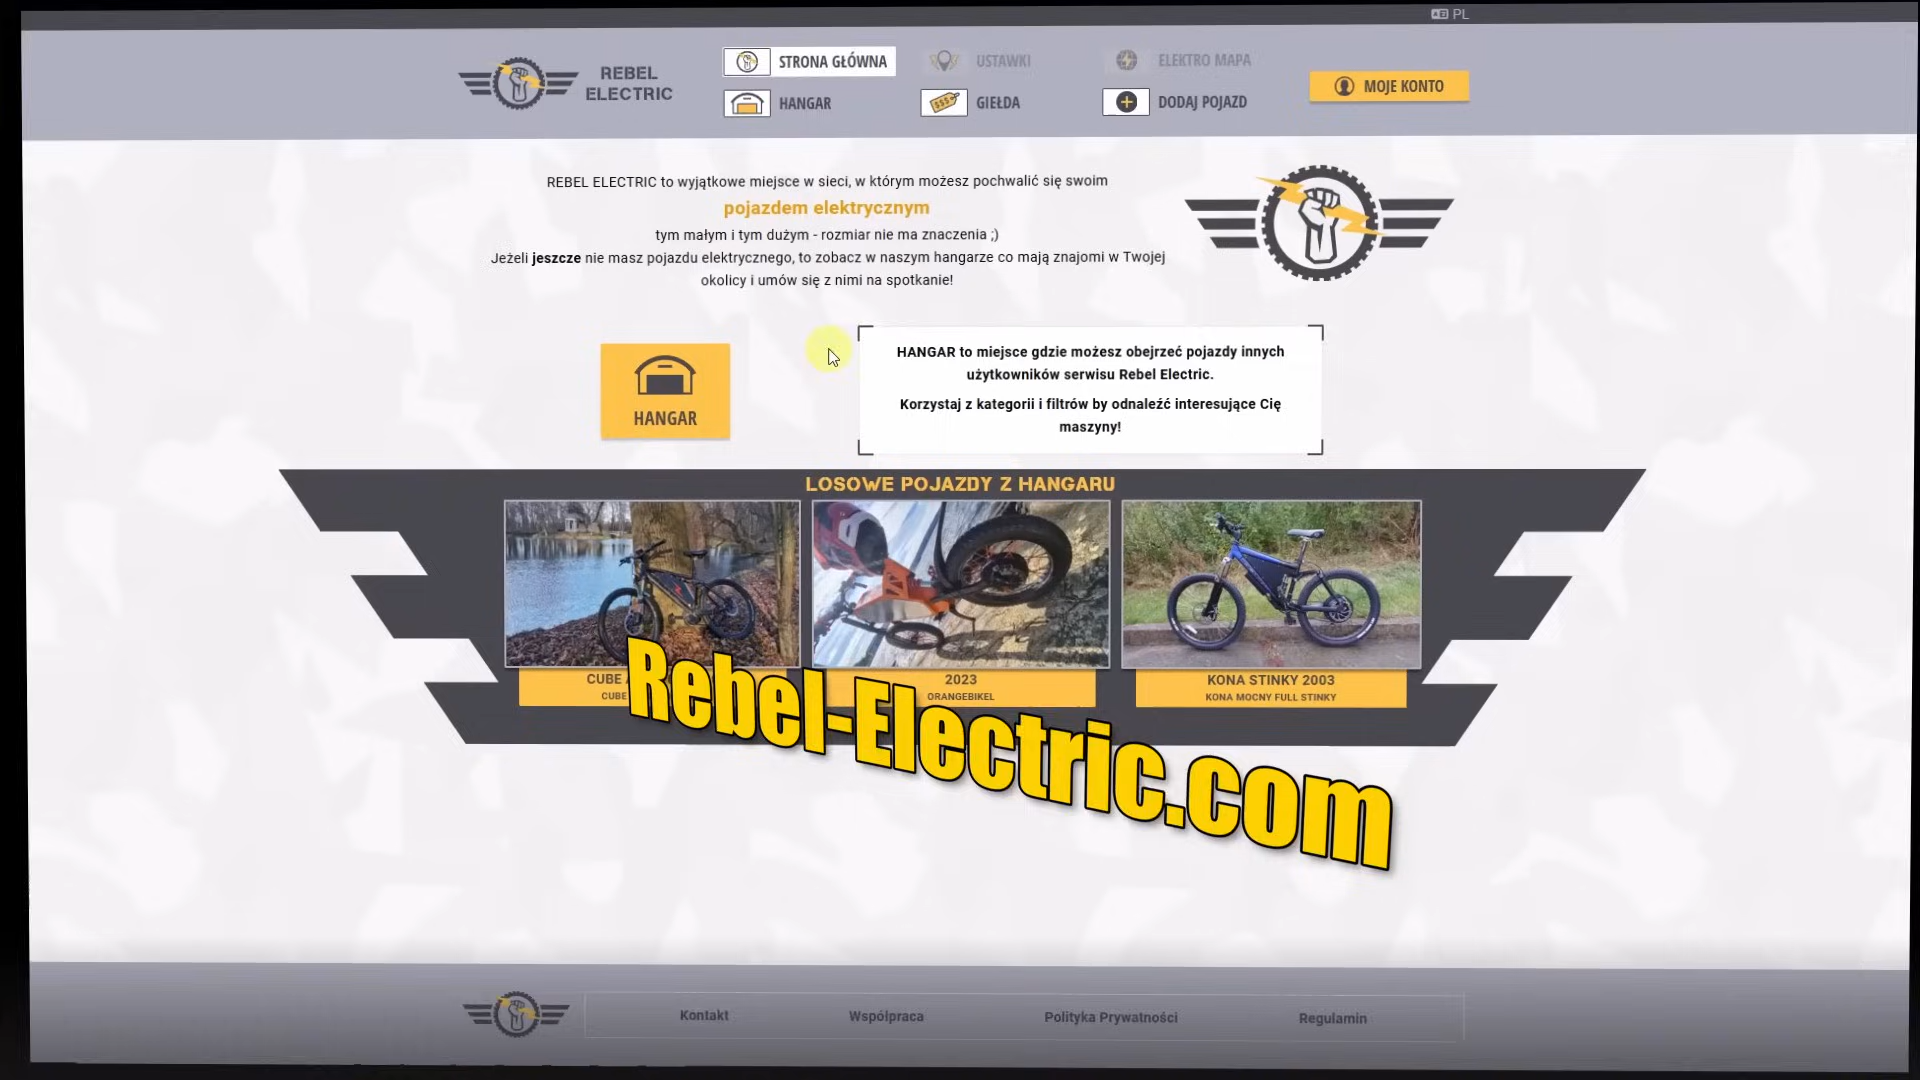 PL
REBEL
ELECTRIC
STRONA GŁÓWNA
USTAWKI
ELEKTRO MAPA
HANGAR
GIEŁDA
DODAJ POJAZD
MOJE KONTO
REBEL ELECTRIC to wyjątkowe miejsce w sieci, w którym możesz pochwalić się swoim
pojazdem elektrycznym
tym małym i tym dużym - rozmiar nie ma znaczenia ;)
Jeżeli jeszcze nie masz pojazdu elektrycznego, to zobacz w naszym hangarze co mają znajomi w Twojej
okolicy i umów się z nimi na spotkanie!
HANGAR
HANGAR to miejsce gdzie możesz obejrzeć pojazdy innych
użytkowników serwisu Rebel Electric.
Korzystaj z kategorii i filtrów by odnaleźć interesujące Cię
maszyny!
LOSOWE POJAZDY Z HANGARU
CUBE
CUBE
2023
ORANGEBIKEL
KONA STINKY 2003
KONA MOCNY FULL STINKY
Rebel-Electric.com
Kontakt
Współpraca
Polityka Prywatności
Regulamin